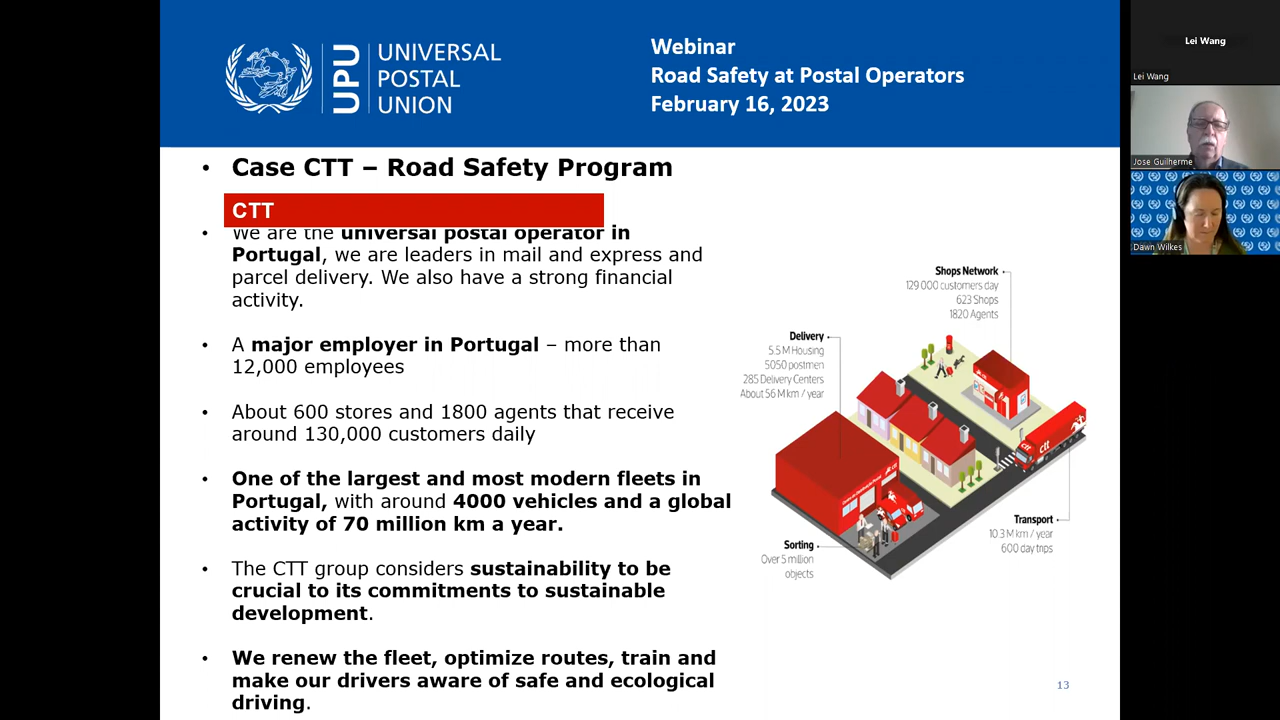 UPU
UNIVERSAL
POSTAL
UNION
Webinar
Road Safety at Postal Operators
February 16, 2023
• Case CTT – Road Safety Program
CTT
• We are the universal postal operator in
Portugal, we are leaders in mail and express and
parcel delivery. We also have a strong financial
activity.
• A major employer in Portugal – more than
12,000 employees
• About 600 stores and 1800 agents that receive
around 130,000 customers daily
• One of the largest and most modern fleets in
Portugal, with around 4000 vehicles and a global
activity of 70 million km a year.
• The CTT group considers sustainability to be
crucial to its commitments to sustainable
development.
• We renew the fleet, optimize routes, train and
make our drivers aware of safe and ecological
driving.
Shops Network
129 000 customers day
623 Shops
1820 Agents
Delivery
5.5 M Housing
5050 postmen
285 Delivery Centers
About 56 M km / year
ctt
ctt
Transport
10.3 M km / year
600 day trips
Sorting
Over 5 million
objects
13
Lei Wang
Lei Wang
Jose Guilherme
Dawn Wilkes